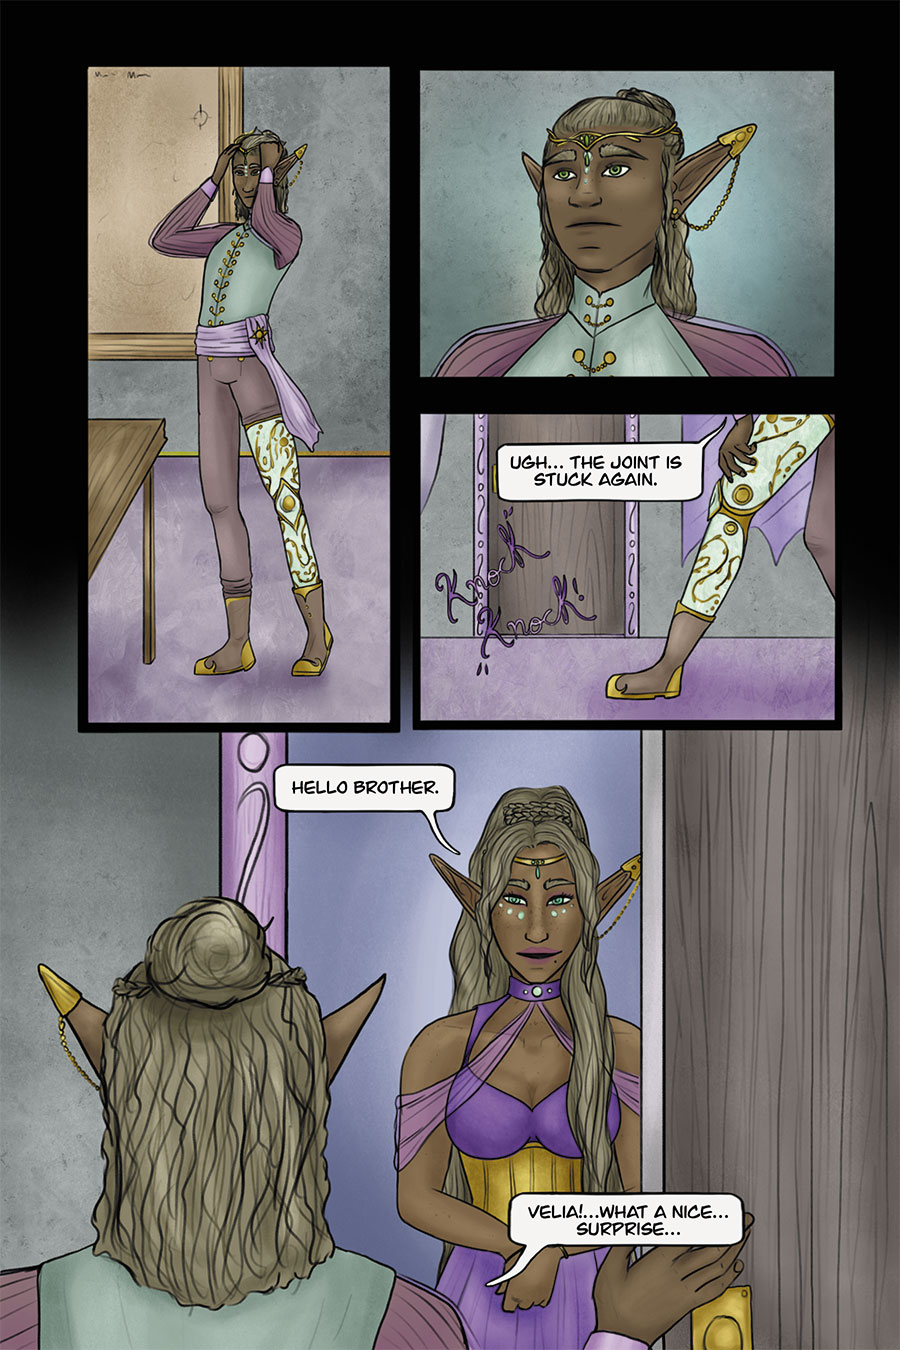 UGH... THE JOINT IS
STUCK AGAIN.
Knock!
Knock!
HELLO BROTHER.
VELIA!...WHAT A NICE...
SURPRISE...